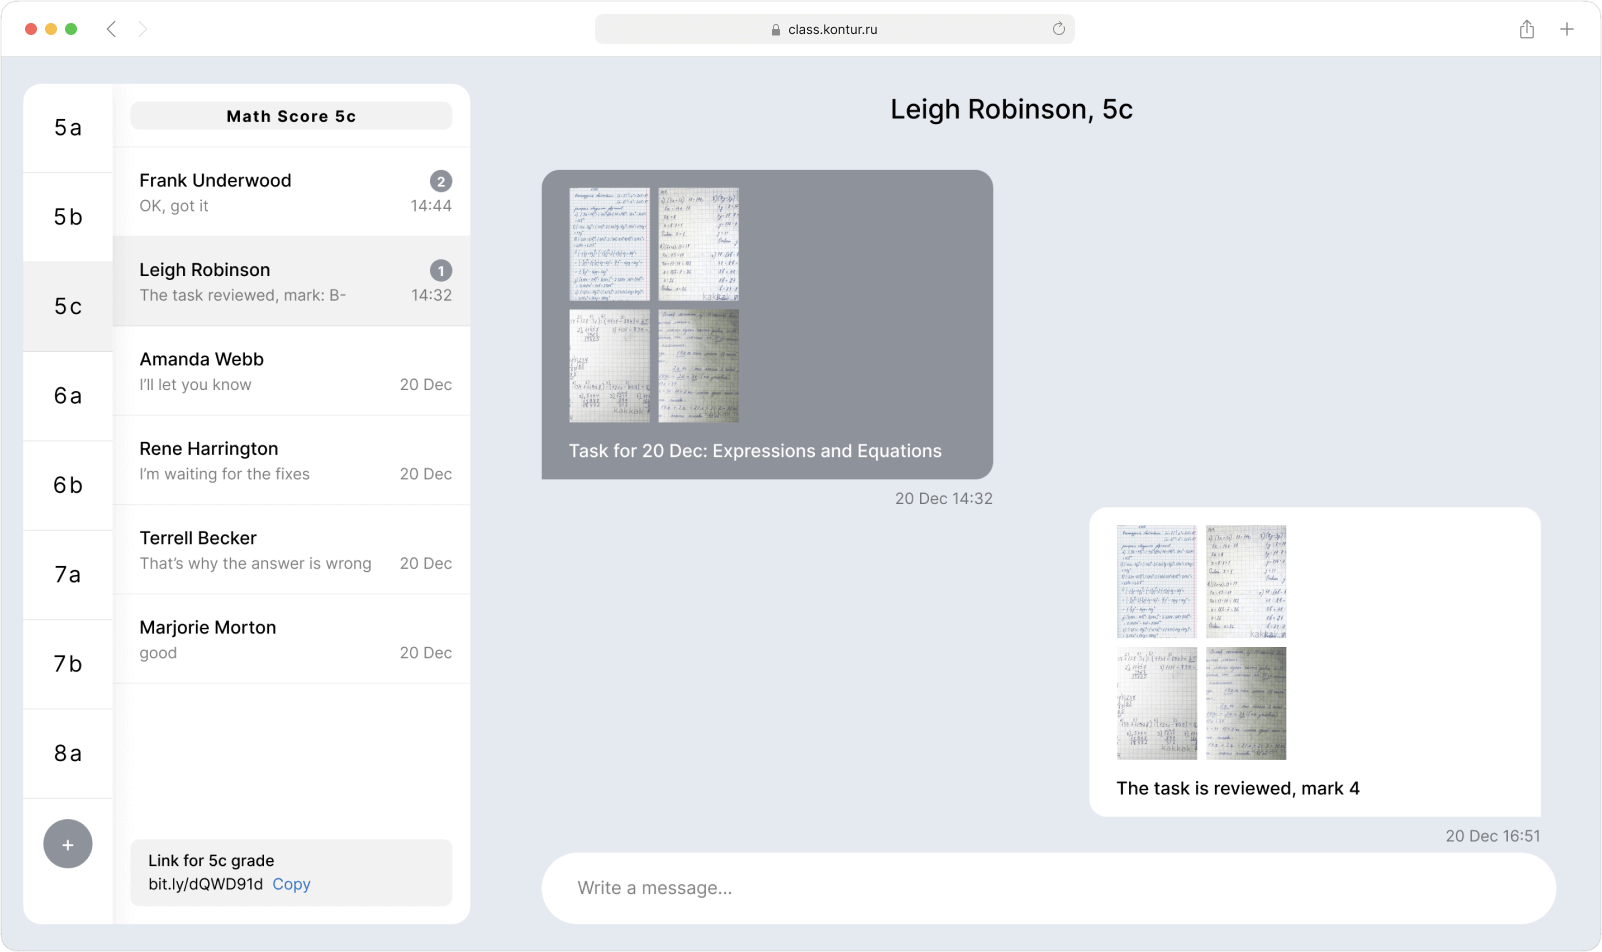 class.kontur.ru
5a
5b
5c
6a
6b
7a
7b
8a
+
Math Score 5c
Frank Underwood
2
OK, got it
14:44
Leigh Robinson
1
The task reviewed, mark: B-
14:32
Amanda Webb
I'll let you know
20 Dec
Rene Harrington
I'm waiting for the fixes
20 Dec
Terrell Becker
That's why the answer is wrong
20 Dec
Marjorie Morton
good
20 Dec
Link for 5c grade
bit.ly/dQWD91d Copy
Leigh Robinson, 5c
Task for 20 Dec: Expressions and Equations
20 Dec 14:32
The task is reviewed, mark 4
20 Dec 16:51
Write a message...